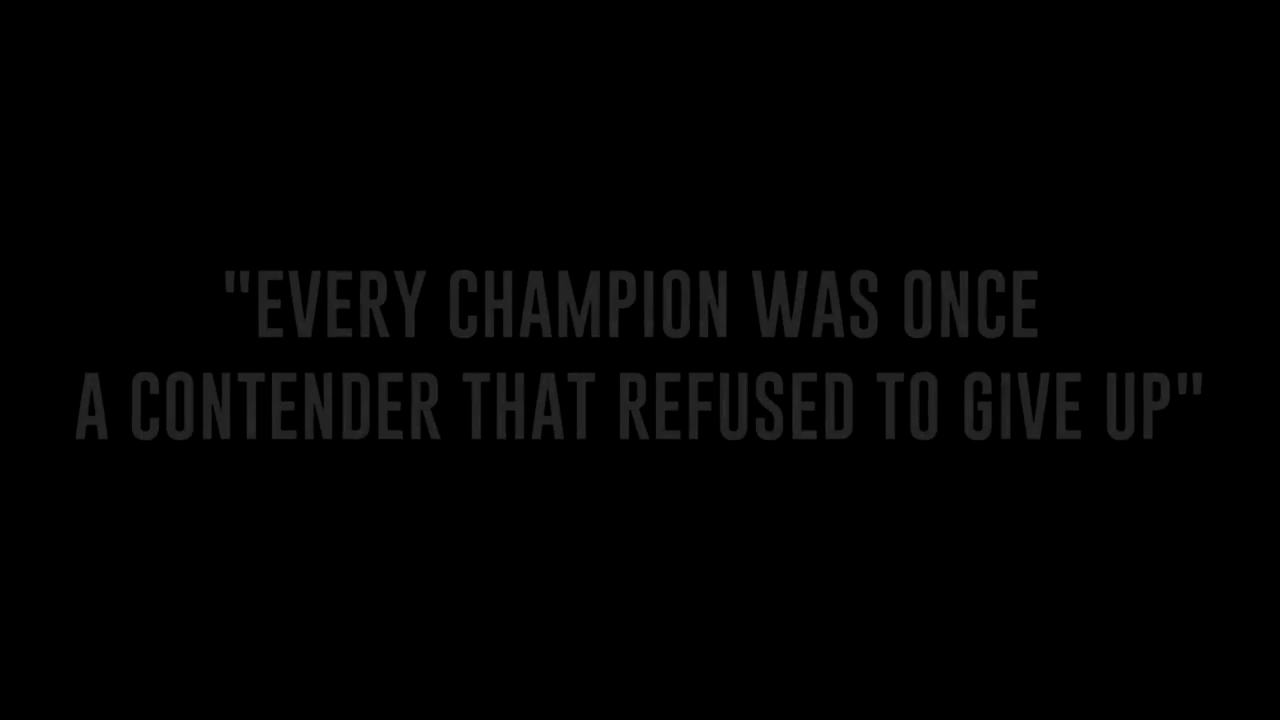 "EVERY CHAMPION WAS ONCE
A CONTENDER THAT REFUSED TO GIVE UP"